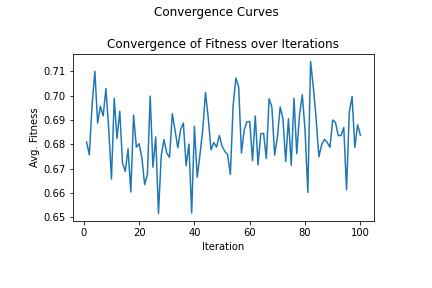 Convergence Curves
Convergence of Fitness over Iterations
Avg. Fitness
0.71
0.70
0.69
0.68
0.67
0.66
0.65
0 20 40 60 80 100
Iteration